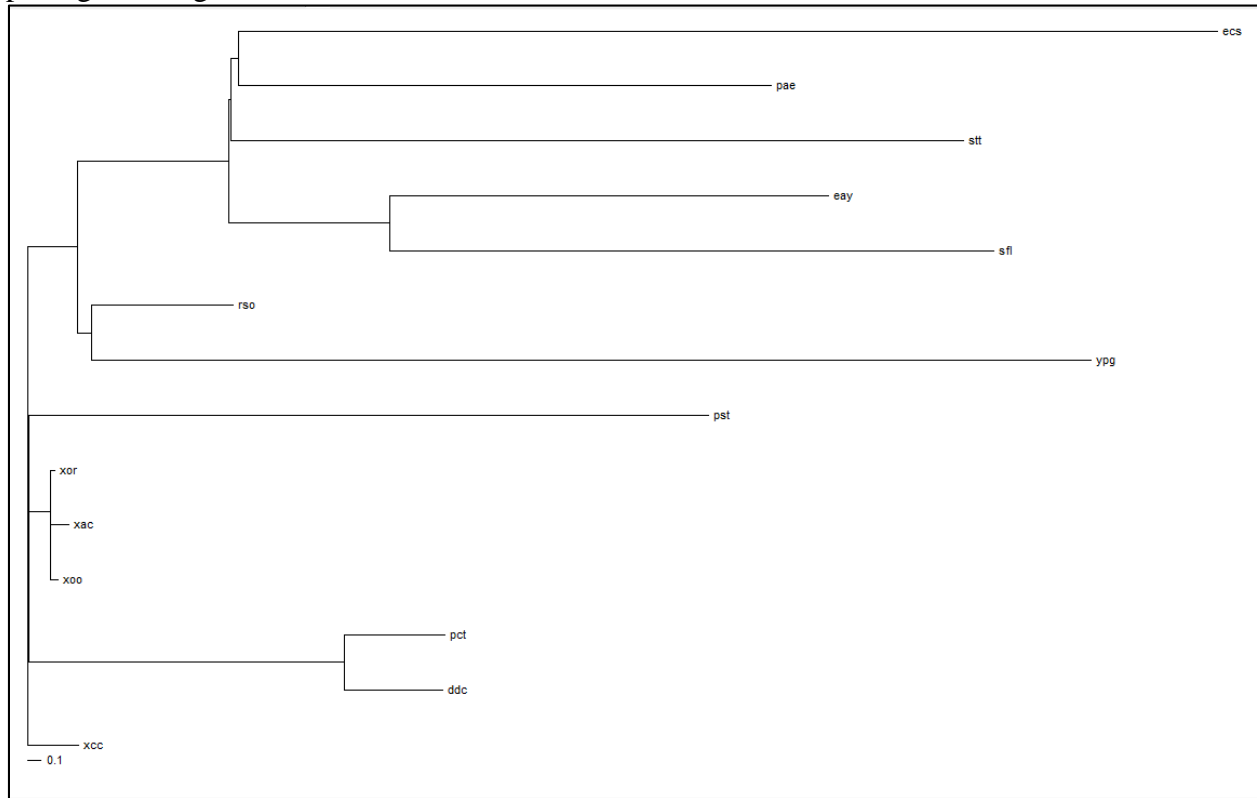 ecs
pae
stt
eay
sfl
rso
ypg
pst
xor
xac
xoo
pct
ddc
xcc
0.1